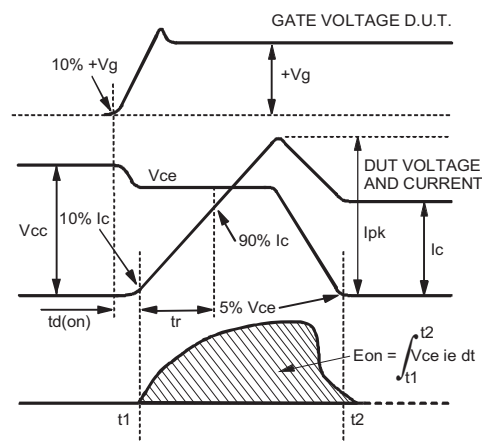 GATE VOLTAGE D.U.T.
10% +Vg
+Vg
Vce
DUT VOLTAGE
AND CURRENT
Vcc
10% Ic
90% Ic
Ipk
Ic
td(on)
tr
5% Vce
Eon = ∫ Vce ie dt
t2
t1
t1
t2